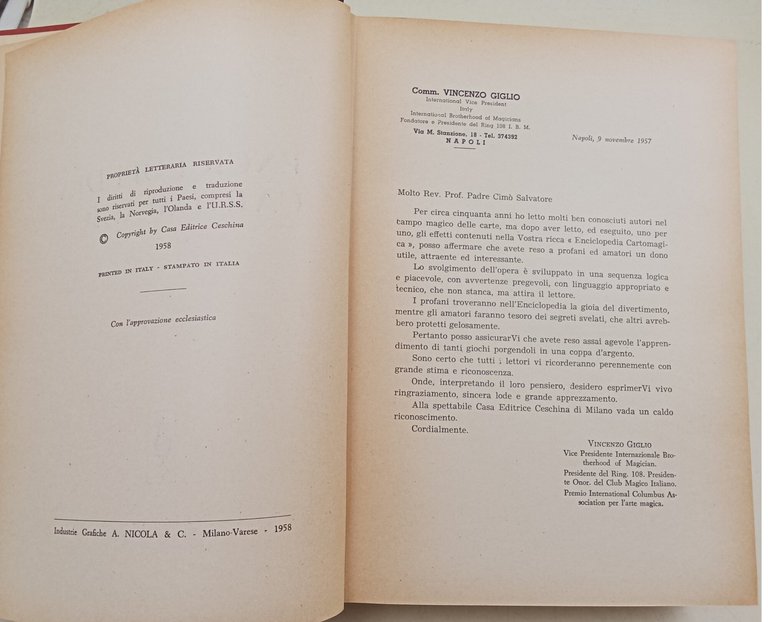 PROPRIETÀ LETTERARIA RISERVATA
I diritti di riproduzione e traduzione
sono riservati per tutti i Paesi, compresi la
Svezia, la Norvegia, l'Olanda e l'U.R.S.S.
© Copyright by Casa Editrice Ceschina
1958
PRINTED IN ITALY - STAMPATO IN ITALIA
Con l'approvazione ecclesiastica
Industrie Grafiche A. NICOLA & C. - Milano-Varese - 1958
Comm. VINCENZO GIGLIO
International Vice President
Italy
International Brotherhood of Magicians
Fondatore e Presidente del Ring 108 I. B. M.
Via M. Stanzione, 18 - Tel. 374392
NAPOLI
Napoli, 9 novembre 1957
Molto Rev. Prof. Padre Cimò Salvatore
Per circa cinquanta anni ho letto molti ben conosciuti autori nel
campo magico delle carte, ma dopo aver letto, ed eseguito, uno per
uno, gli effetti contenuti nella Vostra ricca « Enciclopedia Cartomagi-
ca », posso affermare che avete reso a profani ed amatori un dono
utile, attraente ed interessante.
Lo svolgimento dell'opera è sviluppato in una sequenza logica
e piacevole, con avvertenze pregevoli, con linguaggio appropriato e
tecnico, che non stanca, ma attira il lettore.
I profani troveranno nell'Enciclopedia la gioia del divertimento,
mentre gli amatori faranno tesoro dei segreti svelati, che altri avreb-
bero protetti gelosamente.
Pertanto posso assicurarVi che avete reso assai agevole l'appren-
dimento di tanti giochi porgendoli in una coppa d'argento.
Sono certo che tutti i lettori vi ricorderanno perennemente con
grande stima e riconoscenza.
Onde, interpretando il loro pensiero, desidero esprimerVi vivo
ringraziamento, sincera lode e grande apprezzamento.
Alla spettabile Casa Editrice Ceschina di Milano vada un caldo
riconoscimento.
Cordialmente.
VINCENZO GIGLIO
Vice Presidente Internazionale Bro-
therhood of Magician.
Presidente del Ring. 108. Presiden-
te Onor. del Club Magico Italiano.
Premio International Columbus As-
sociation per l'arte magica.